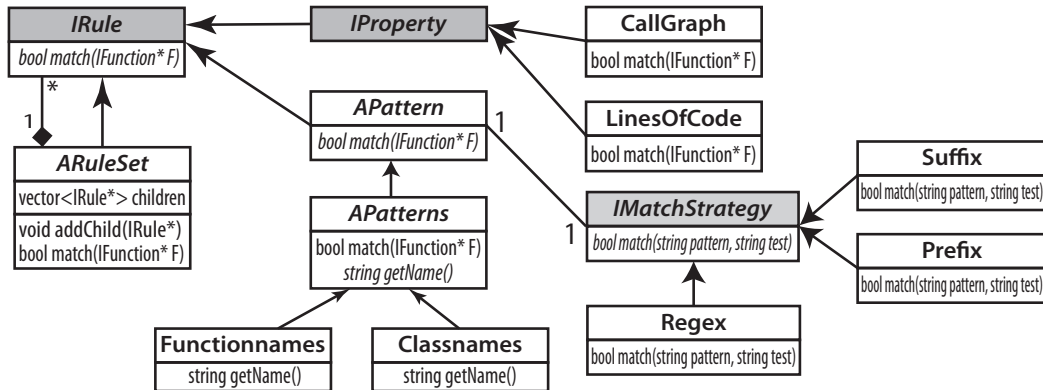 IRule
bool match(IFunction* F)
IProperty
CallGraph
bool match(IFunction* F)
*
1
ARuleSet
vector<IRule*> children
void addChild(IRule*)
bool match(IFunction* F)
APattern
bool match(IFunction* F)
1
LinesOfCode
bool match(IFunction* F)
APatterns
bool match(IFunction* F)
string getName()
1
IMatchStrategy
bool match(string pattern, string test)
Suffix
bool match(string pattern, string test)
Prefix
bool match(string pattern, string test)
Functionnames
string getName()
Classnames
string getName()
Regex
bool match(string pattern, string test)